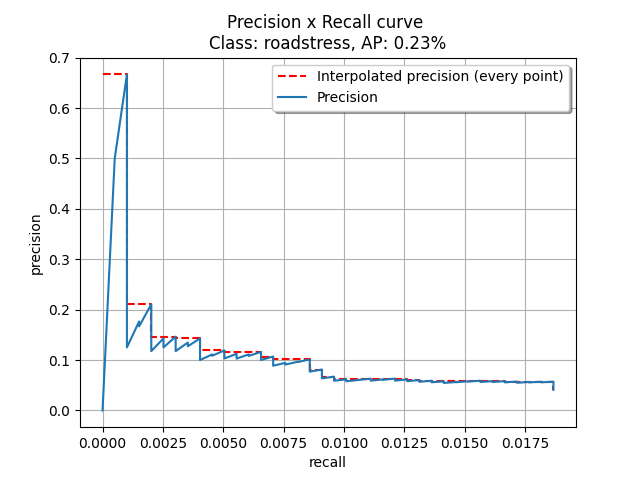 Precision x Recall curve
Class: roadstress, AP: 0.23%
Interpolated precision (every point)
Precision
0.7
0.6
0.5
0.4
0.3
0.2
0.1
0.0
precision
0.0000 0.0025 0.0050 0.0075 0.0100 0.0125 0.0150 0.0175
recall